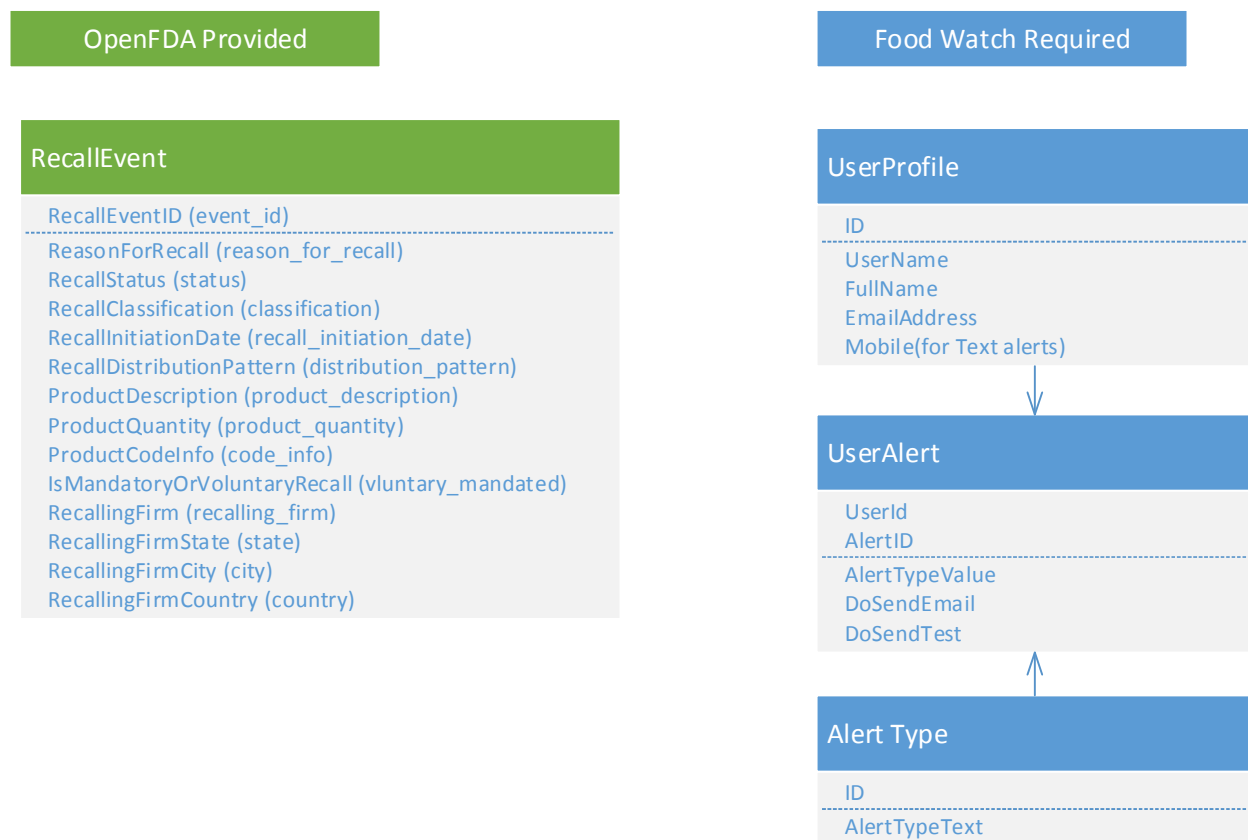 OpenFDA Provided
Food Watch Required
RecallEvent
RecallEventID (event_id)
ReasonForRecall (reason_for_recall)
RecallStatus (status)
RecallClassification (classification)
RecallInitiationDate (recall_initiation_date)
RecallDistributionPattern (distribution_pattern)
ProductDescription (product_description)
ProductQuantity (product_quantity)
ProductCodeInfo (code_info)
IsMandatoryOrVoluntaryRecall (vluntary_mandated)
RecallingFirm (recalling_firm)
RecallingFirmState (state)
RecallingFirmCity (city)
RecallingFirmCountry (country)
UserProfile
ID
UserName
FullName
EmailAddress
Mobile(for Text alerts)
UserAlert
UserId
AlertID
AlertTypeValue
DoSendEmail
DoSendTest
Alert Type
ID
AlertTypeText